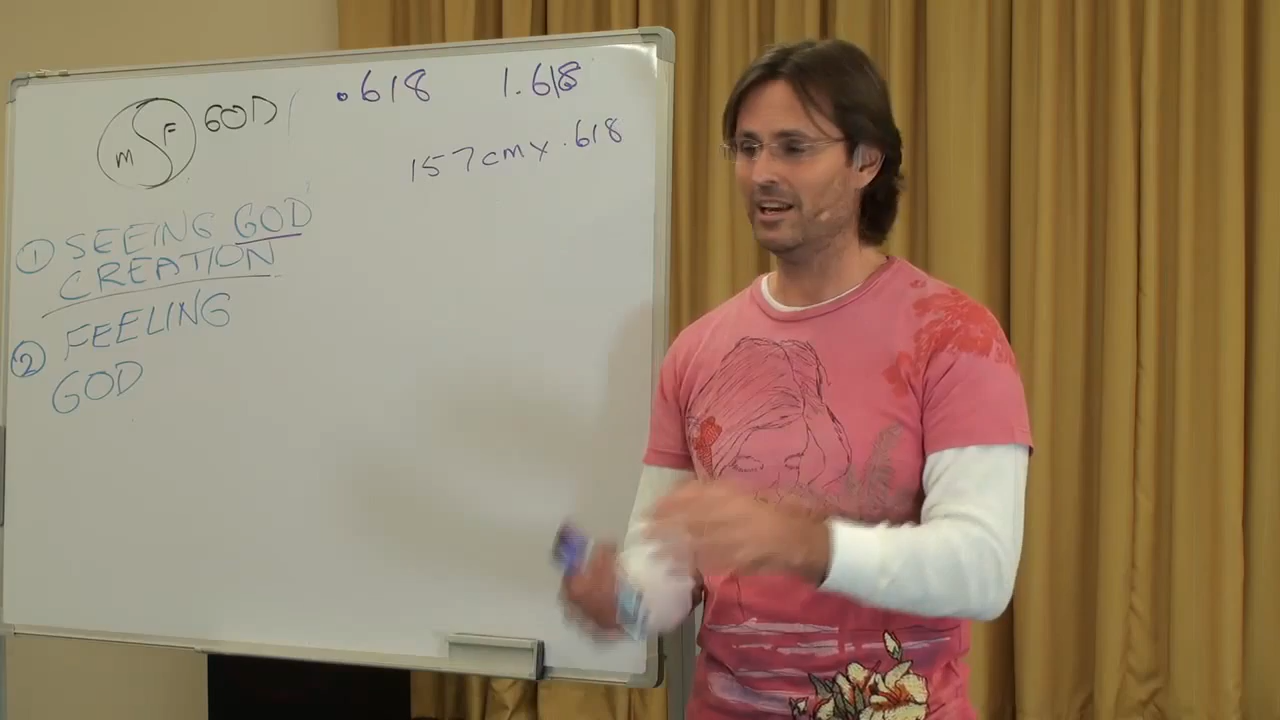 .618 1.618
M F GOD
157cm x .618
① SEEING GOD
CREATION
② FEELING
GOD